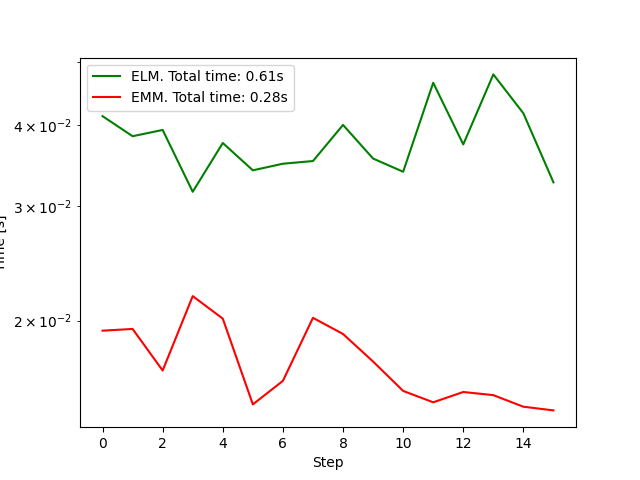 ELM. Total time: 0.61s
EMM. Total time: 0.28s
4 × 10⁻²
3 × 10⁻²
2 × 10⁻²
[s]
0 2 4 6 8 10 12 14
Step